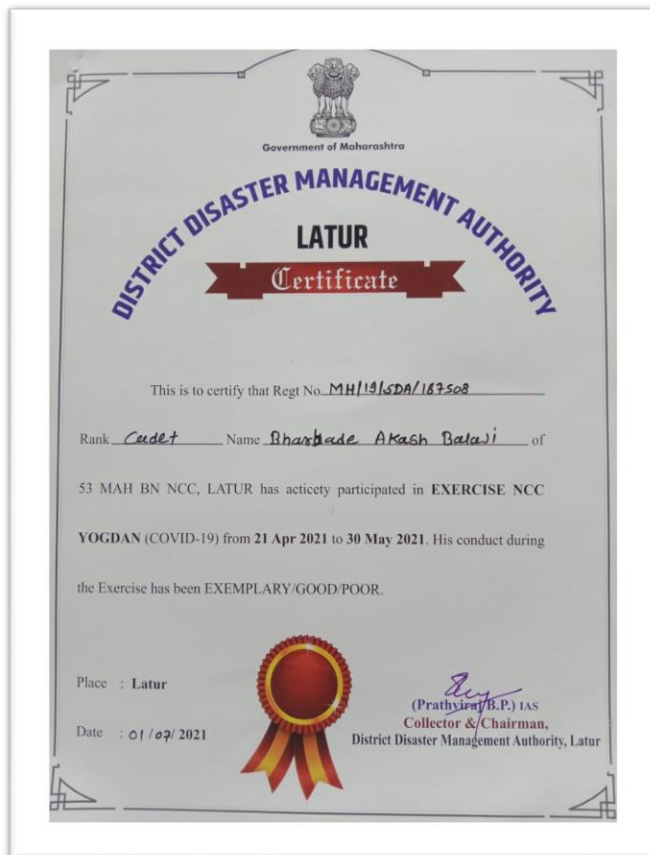 Government of Maharashtra
DISTRICT DISASTER MANAGEMENT AUTHORITY
LATUR
Certificate
This is to certify that Regt No MH/19/SDA/187508
Rank Cadet Name Bharbade Akash Balaji of
53 MAH BN NCC, LATUR has acticety participated in EXERCISE NCC
YOGDAN (COVID-19) from 21 Apr 2021 to 30 May 2021. His conduct during
the Exercise has been EXEMPLARY/GOOD/POOR.
Place : Latur
Date : 01/07/2021
(Prathviraj B.P.) IAS
Collector & Chairman,
District Disaster Management Authority, Latur